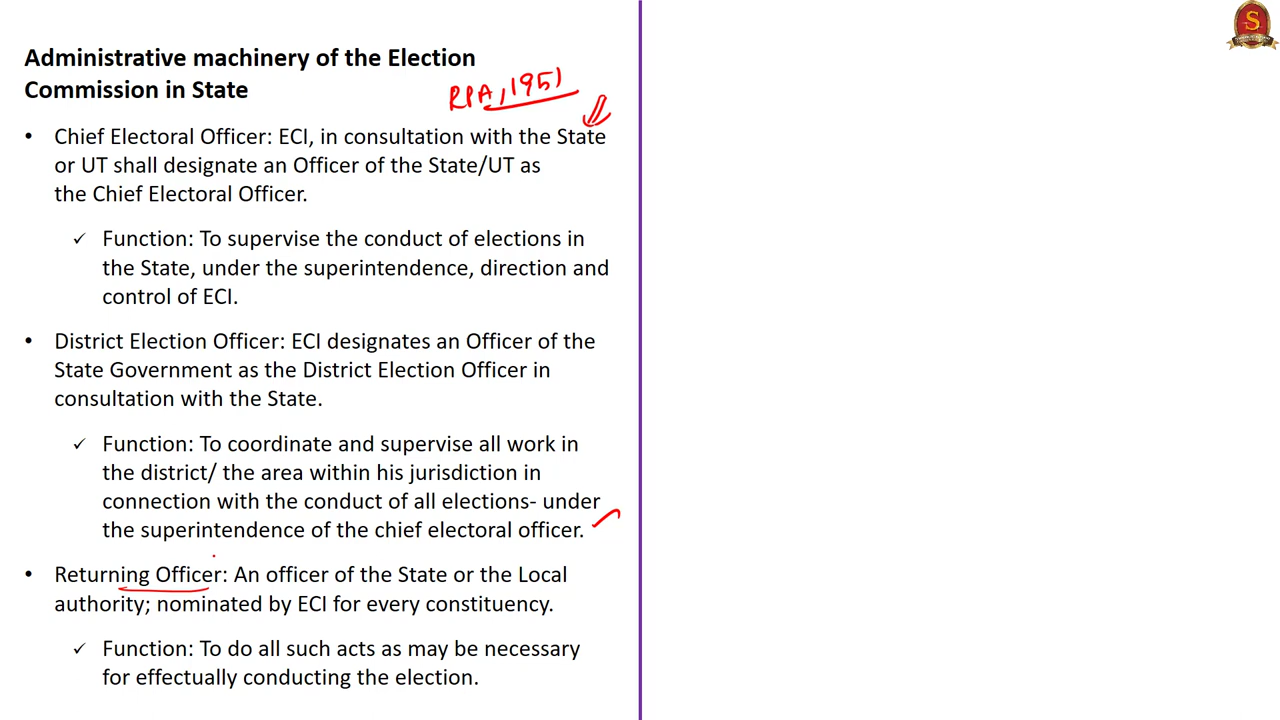 Administrative machinery of the Election
Commission in State
RPA, 1951
• Chief Electoral Officer: ECI, in consultation with the State
or UT shall designate an Officer of the State/UT as
the Chief Electoral Officer.
✓ Function: To supervise the conduct of elections in
the State, under the superintendence, direction and
control of ECI.
• District Election Officer: ECI designates an Officer of the
State Government as the District Election Officer in
consultation with the State.
✓ Function: To coordinate and supervise all work in
the district/ the area within his jurisdiction in
connection with the conduct of all elections- under
the superintendence of the chief electoral officer.
• Returning Officer: An officer of the State or the Local
authority; nominated by ECI for every constituency.
✓ Function: To do all such acts as may be necessary
for effectually conducting the election.
S